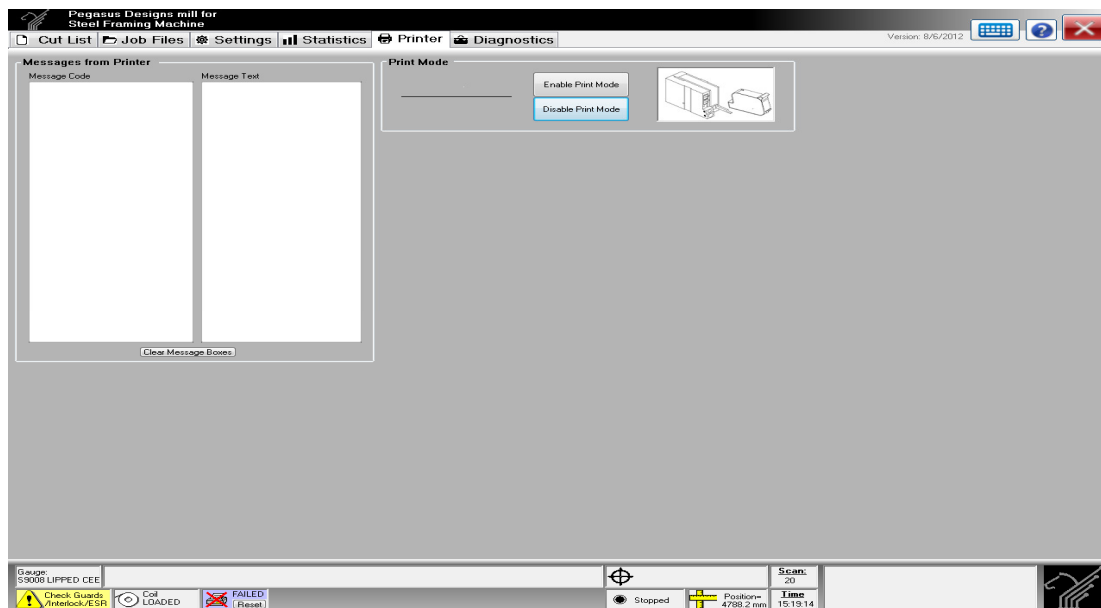 Pegasus Designs mill for
Steel Framing Machine
Cut List Job Files Settings Statistics Printer Diagnostics
Version: 8/6/2012
Messages from Printer
Message Code Message Text
Clear Message Boxes
Print Mode
Enable Print Mode
Disable Print Mode
Gauge:
S9008 LIPPED CEE
Scan:
20
Check Guards
/Interlock/ESR
Coil
LOADED
FAILED
Reset
Stopped
Position=
4788.2 mm
Time
15:19:14